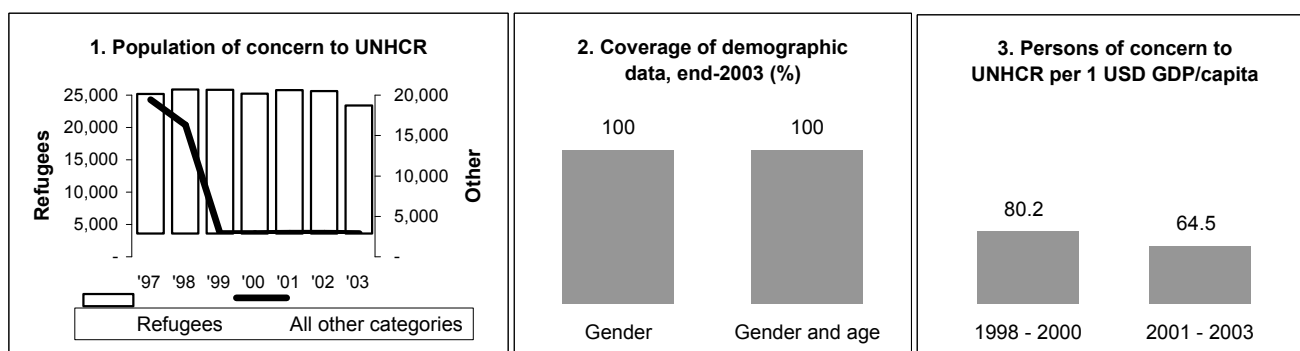 1. Population of concern to UNHCR
Refugees
25,000
20,000
15,000
10,000
5,000
-
20,000
15,000
10,000
5,000
-
Other
'97 '98 '99 '00 '01 '02 '03
Refugees All other categories
2. Coverage of demographic
data, end-2003 (%)
100 100
Gender Gender and age
3. Persons of concern to
UNHCR per 1 USD GDP/capita
80.2
64.5
1998 - 2000 2001 - 2003